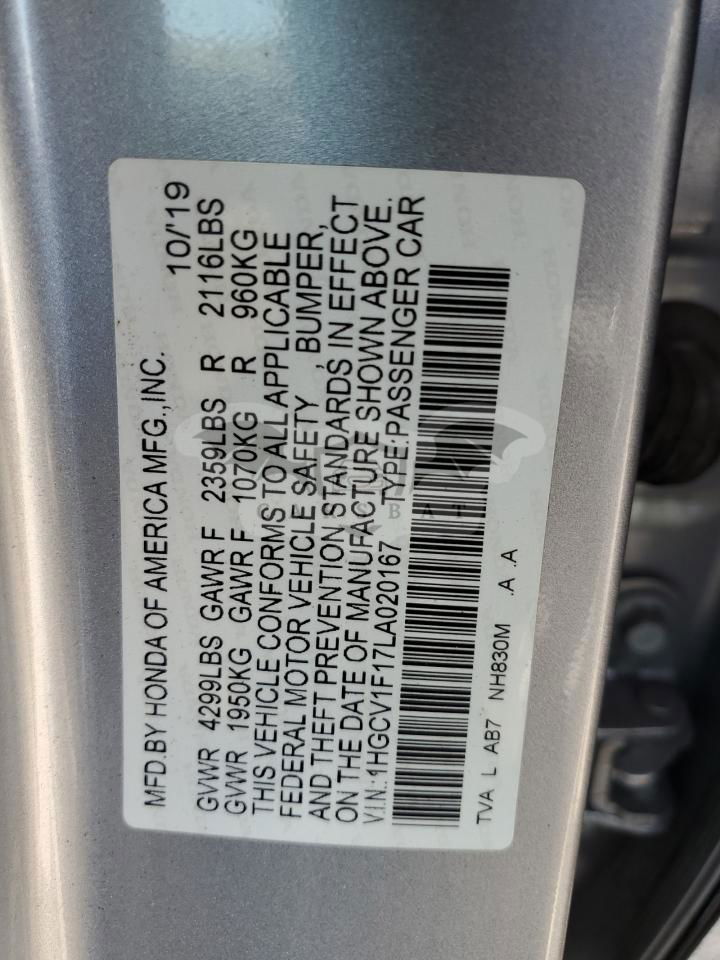 MFD.BY HONDA OF AMERICA MFG.,INC. 10/'19
GVWR 4299LBS GAWR F 2359LBS R 2116LBS
GVWR 1950KG GAWR F 1070KG R 960KG
THIS VEHICLE CONFORMS TO ALL APPLICABLE
FEDERAL MOTOR VEHICLE SAFETY , BUMPER,
AND THEFT PREVENTION STANDARDS IN EFFECT
ON THE DATE OF MANUFACTURE SHOWN ABOVE.
V.I.N.: 1HGCV1F17LA020167 TYPE:PASSENGER CAR
TVA L AB7 NH830M .A .A